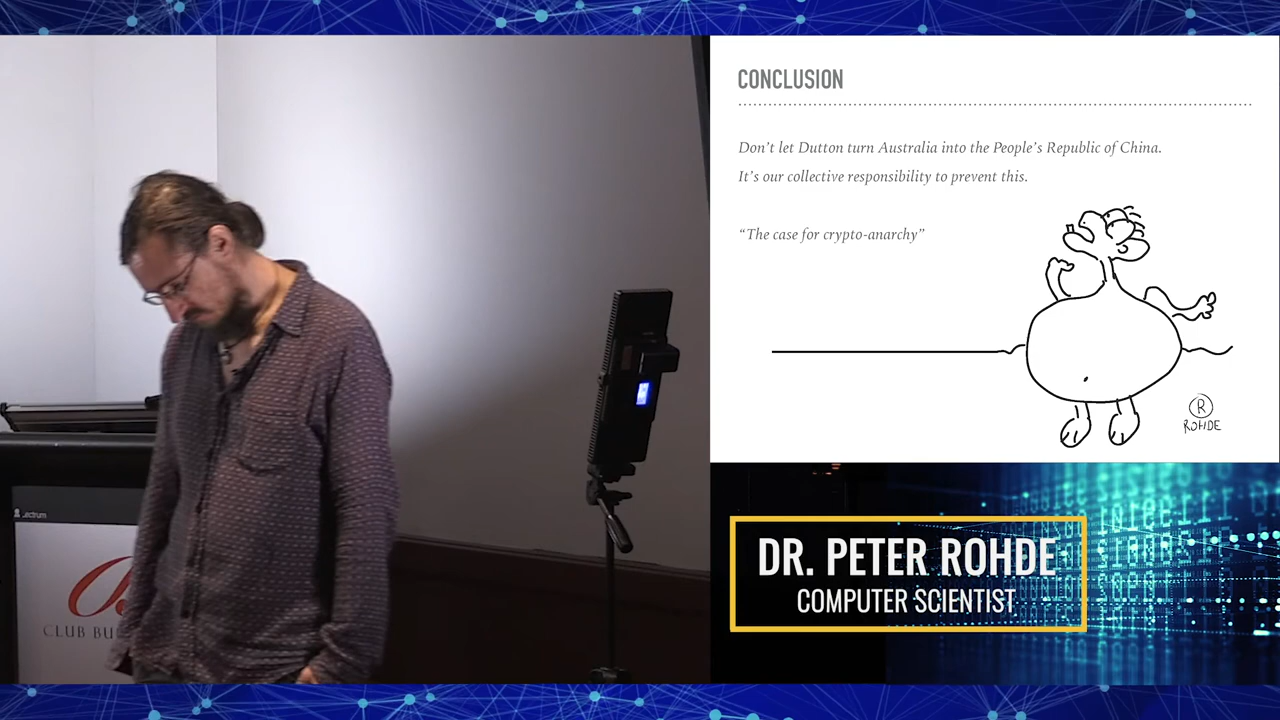 CONCLUSION
Don't let Dutton turn Australia into the People's Republic of China.
It's our collective responsibility to prevent this.
“The case for crypto-anarchy”
R
ROHDE
Lectrum
CLUB BU
DR. PETER ROHDE
COMPUTER SCIENTIST